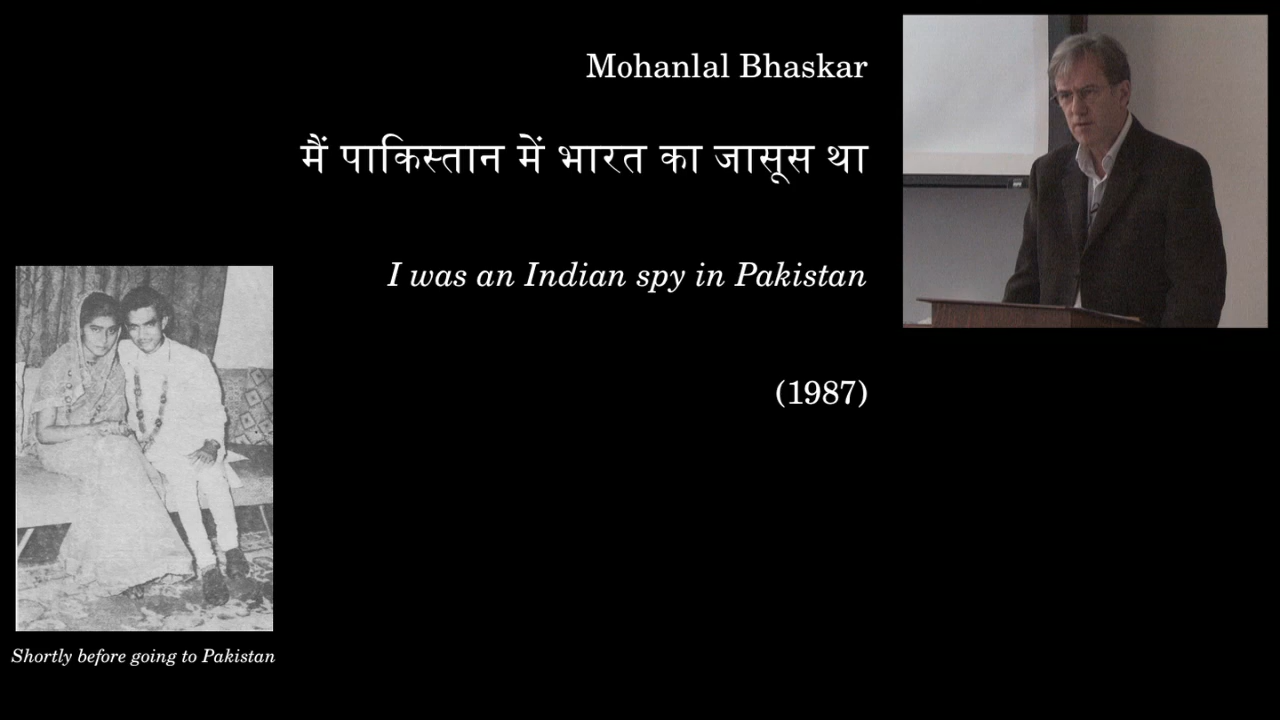 Mohanlal Bhaskar
मैं पाकिस्तान में भारत का जासूस था
I was an Indian spy in Pakistan
(1987)
Shortly before going to Pakistan